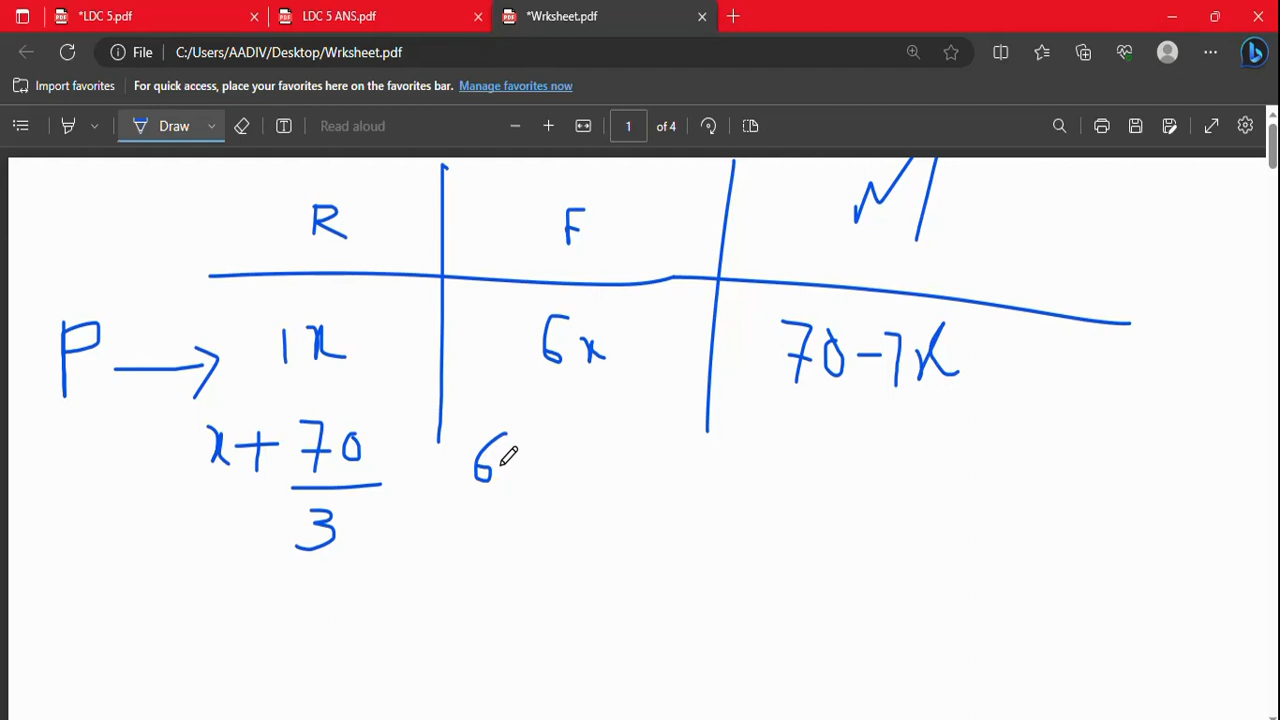 *LDC 5.pdf LDC 5 ANS.pdf *Wrksheet.pdf
File C:/Users/AADIV/Desktop/Wrksheet.pdf
Import favorites For quick access, place your favorites here on the favorites bar. Manage favorites now
Draw Read aloud 1 of 4
R F M
P → 1x 6x 70-7x
x + 70/3 6